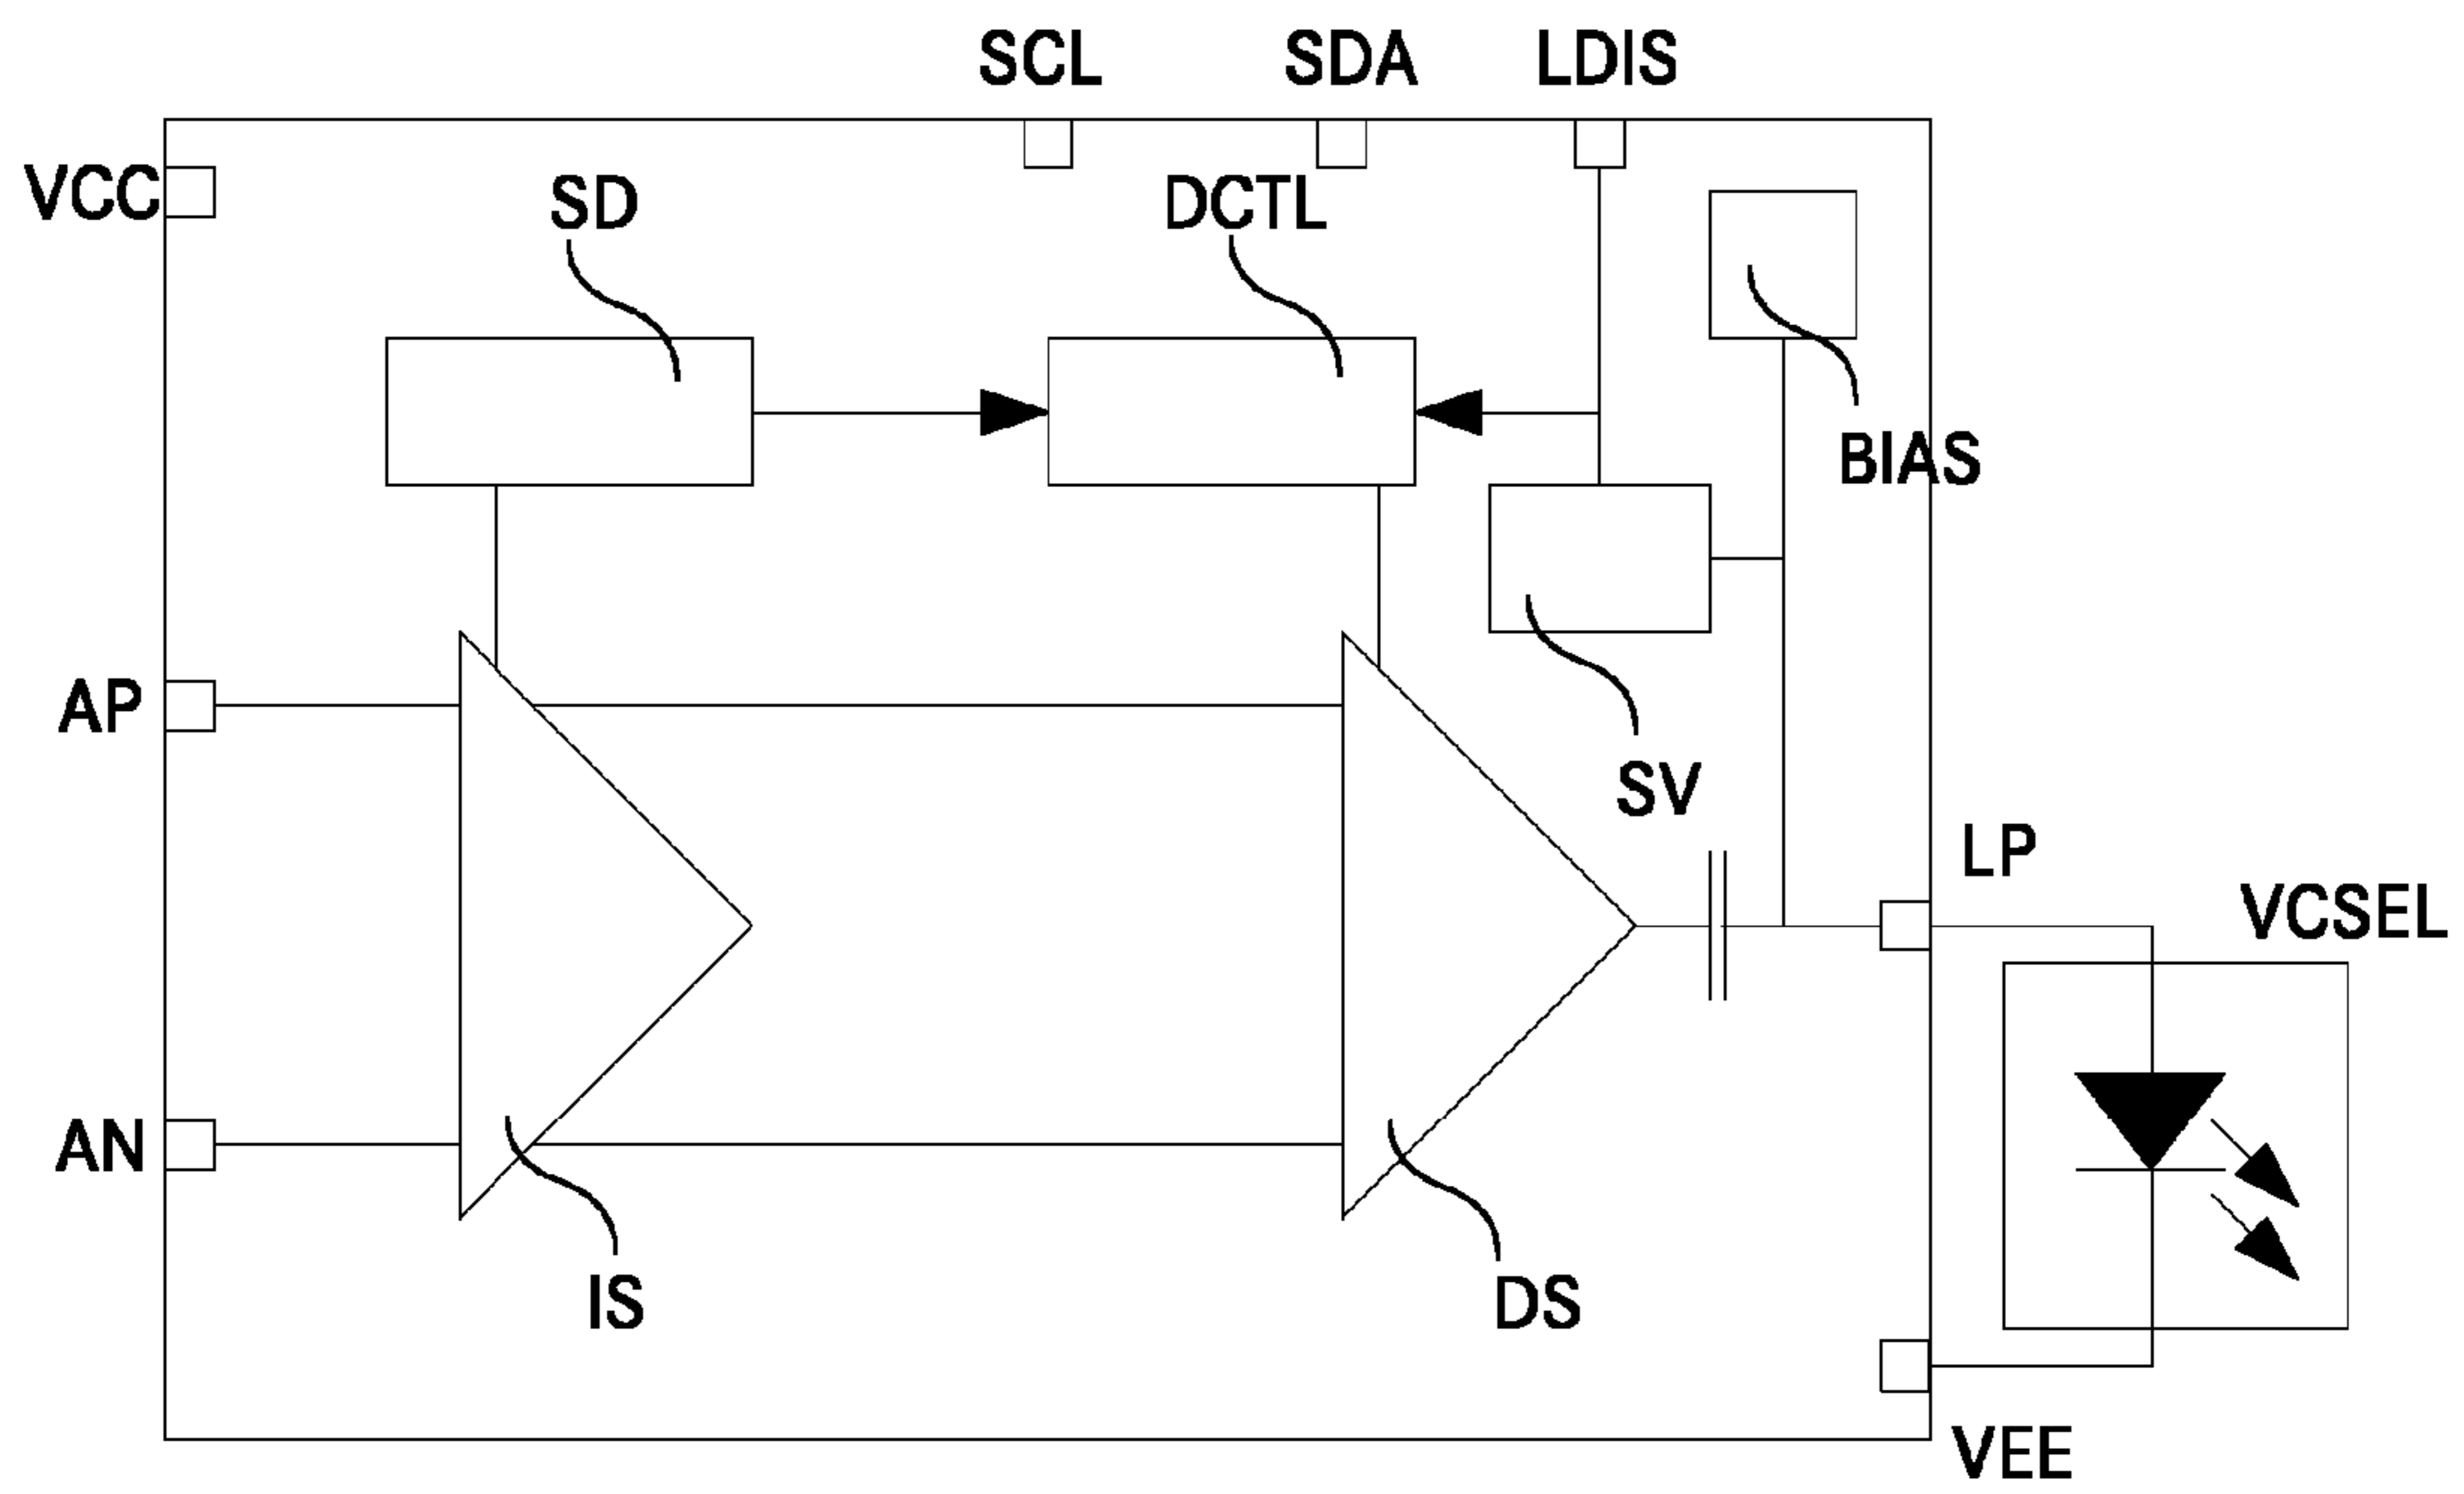 SCL SDA LDIS
VCC
SD DCTL
BIAS
AP
SV
LP
VCSEL
AN
IS DS
VEE